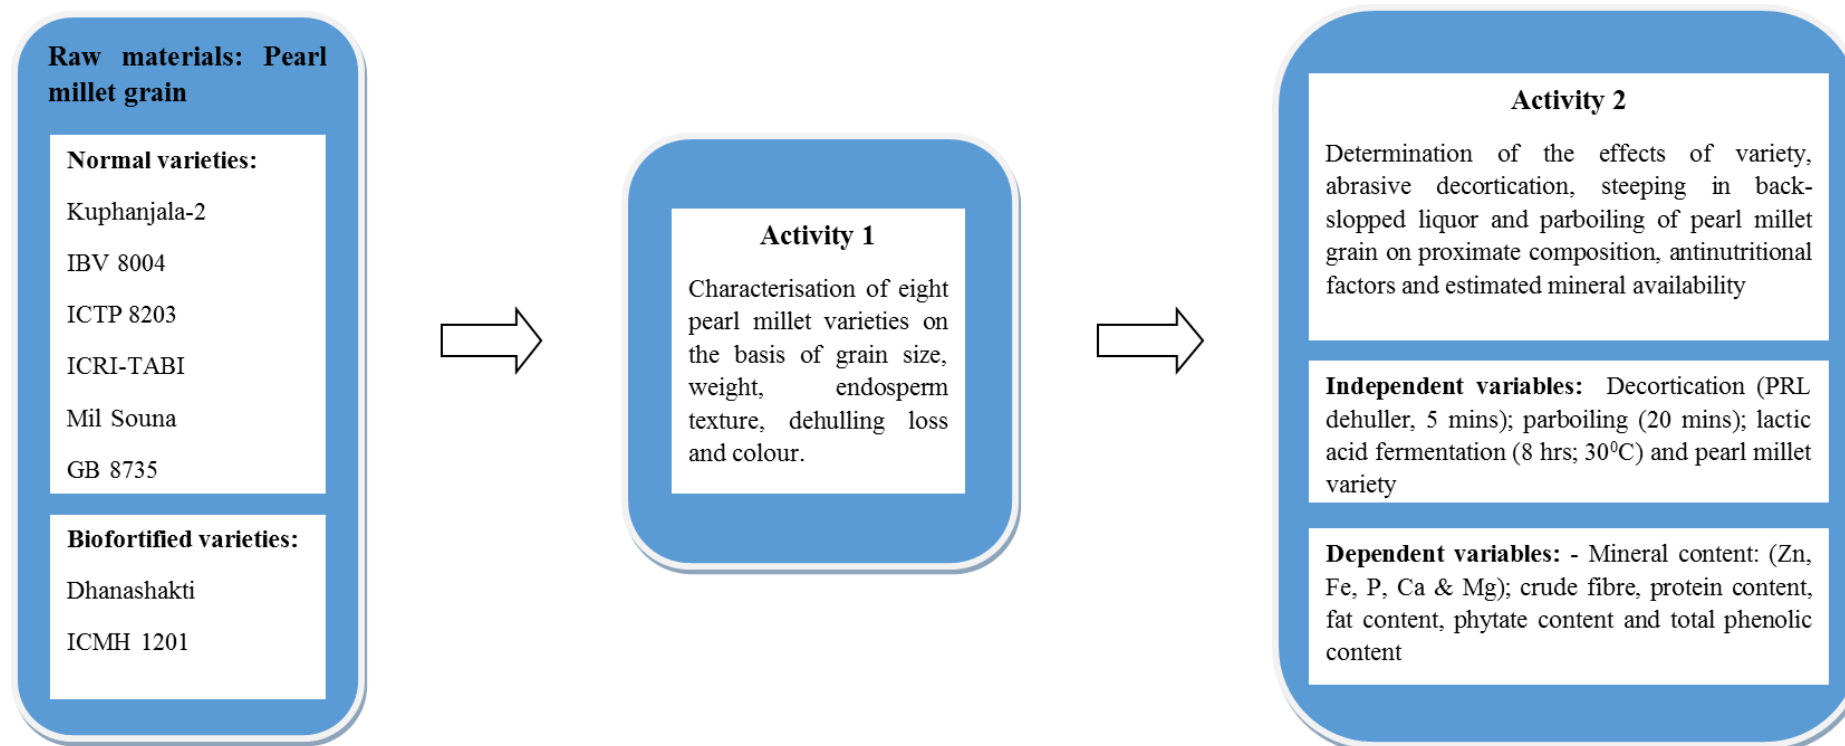 Raw materials: Pearl
millet grain
Normal varieties:
Kuphanjala-2
IBV 8004
ICTP 8203
ICRI-TABI
Mil Souna
GB 8735
Biofortified varieties:
Dhanashakti
ICMH 1201
Activity 1
Characterisation of eight
pearl millet varieties on
the basis of grain size,
weight, endosperm
texture, dehulling loss
and colour.
Activity 2
Determination of the effects of variety,
abrasive decortication, steeping in back-
slopped liquor and parboiling of pearl millet
grain on proximate composition, antinutritional
factors and estimated mineral availability
Independent variables: Decortication (PRL
dehuller, 5 mins); parboiling (20 mins); lactic
acid fermentation (8 hrs; 30⁰C) and pearl millet
variety
Dependent variables: - Mineral content: (Zn,
Fe, P, Ca & Mg); crude fibre, protein content,
fat content, phytate content and total phenolic
content